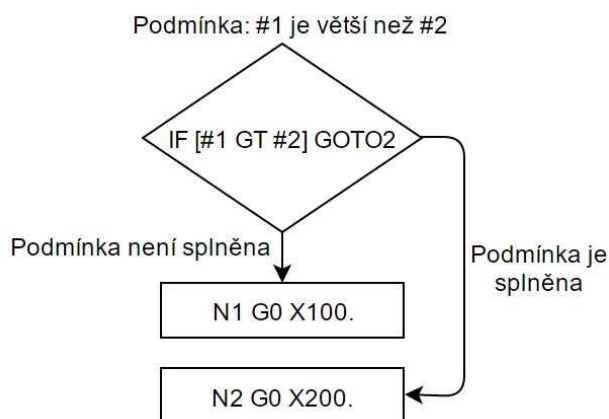 Podmínka: #1 je větší než #2
IF [#1 GT #2] GOTO2
Podmínka není splněna
Podmínka je
splněna
N1 G0 X100.
N2 G0 X200.